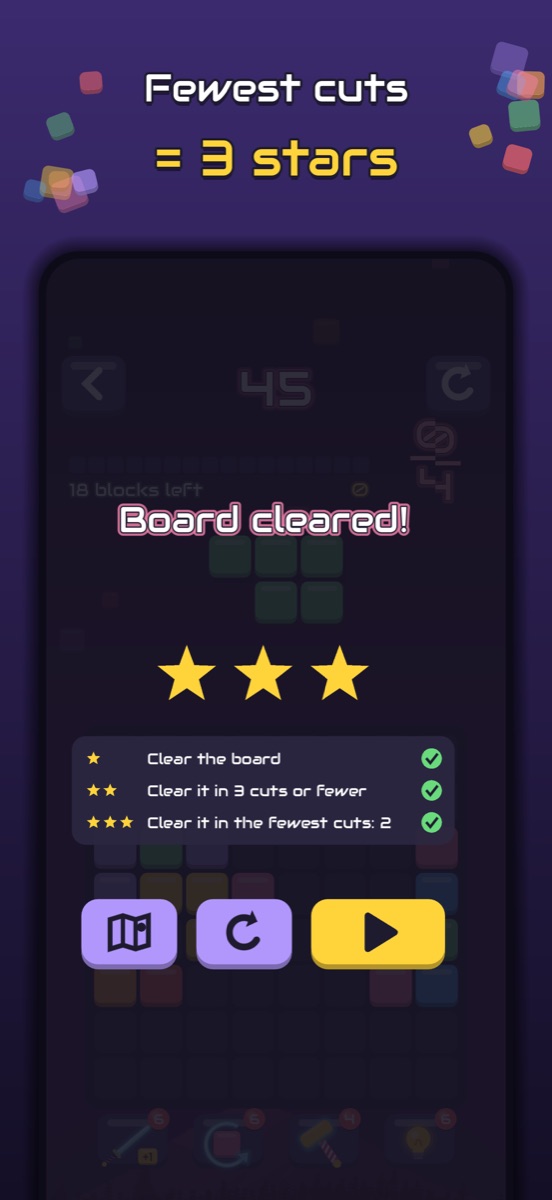 Fewest cuts
= 3 stars
45
18 blocks left
Board cleared!
Clear the board
Clear it in 3 cuts or fewer
Clear it in the fewest cuts: 2